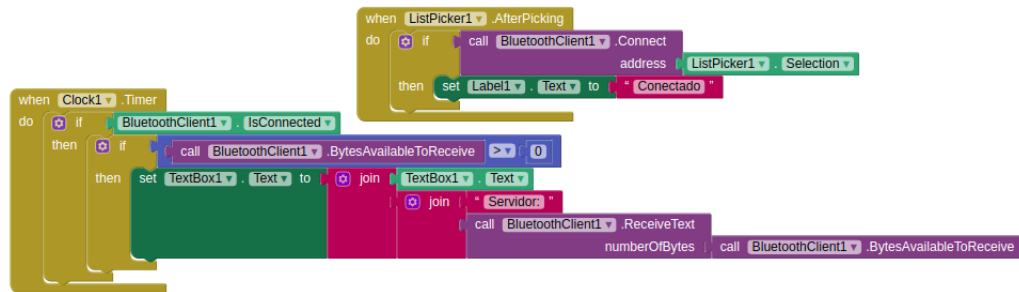 when ListPicker1 .AfterPicking
do if call BluetoothClient1 .Connect
address ListPicker1 . Selection
then set Label1 . Text to “ Conectado ”
when Clock1 .Timer
do if BluetoothClient1 . IsConnected
then if call BluetoothClient1 .BytesAvailableToReceive > 0
then set TextBox1 . Text to join TextBox1 . Text
join “ Servidor: ”
call BluetoothClient1 .ReceiveText
numberOfBytes call BluetoothClient1 .BytesAvailableToReceive